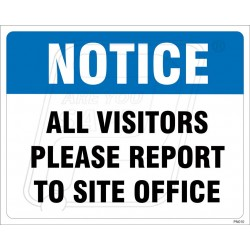 NOTICE
ALL VISITORS
PLEASE REPORT
TO SITE OFFICE